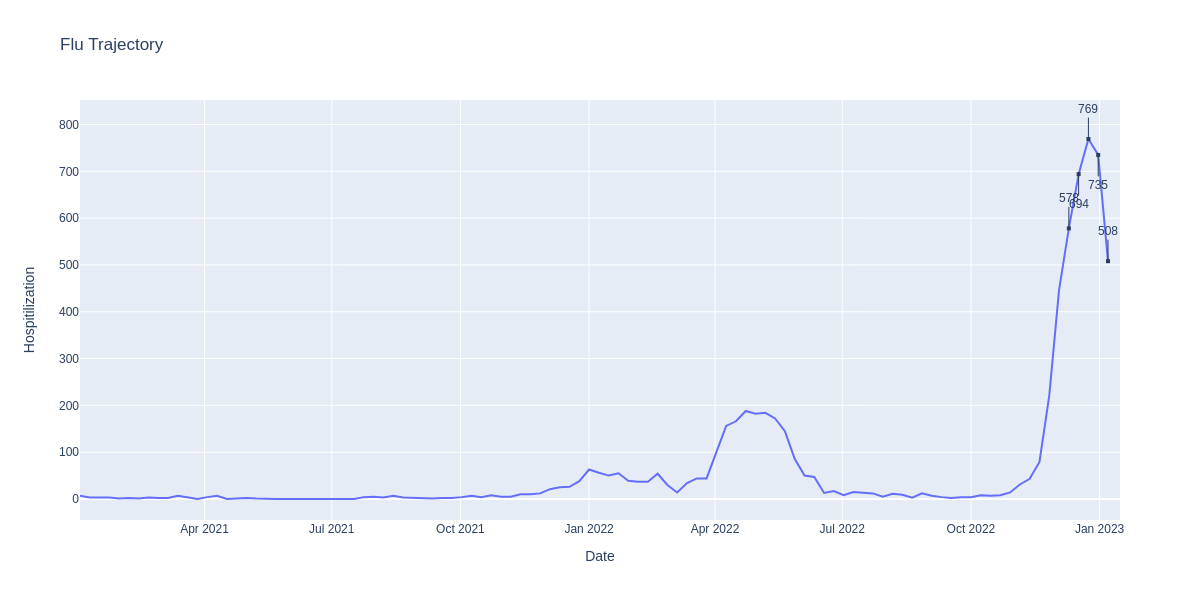 Flu Trajectory
769
800
700
735
578
694
600
508
500
400
300
200
100
0
Hospitilization
Apr 2021
Jul 2021
Oct 2021
Jan 2022
Apr 2022
Jul 2022
Oct 2022
Jan 2023
Date